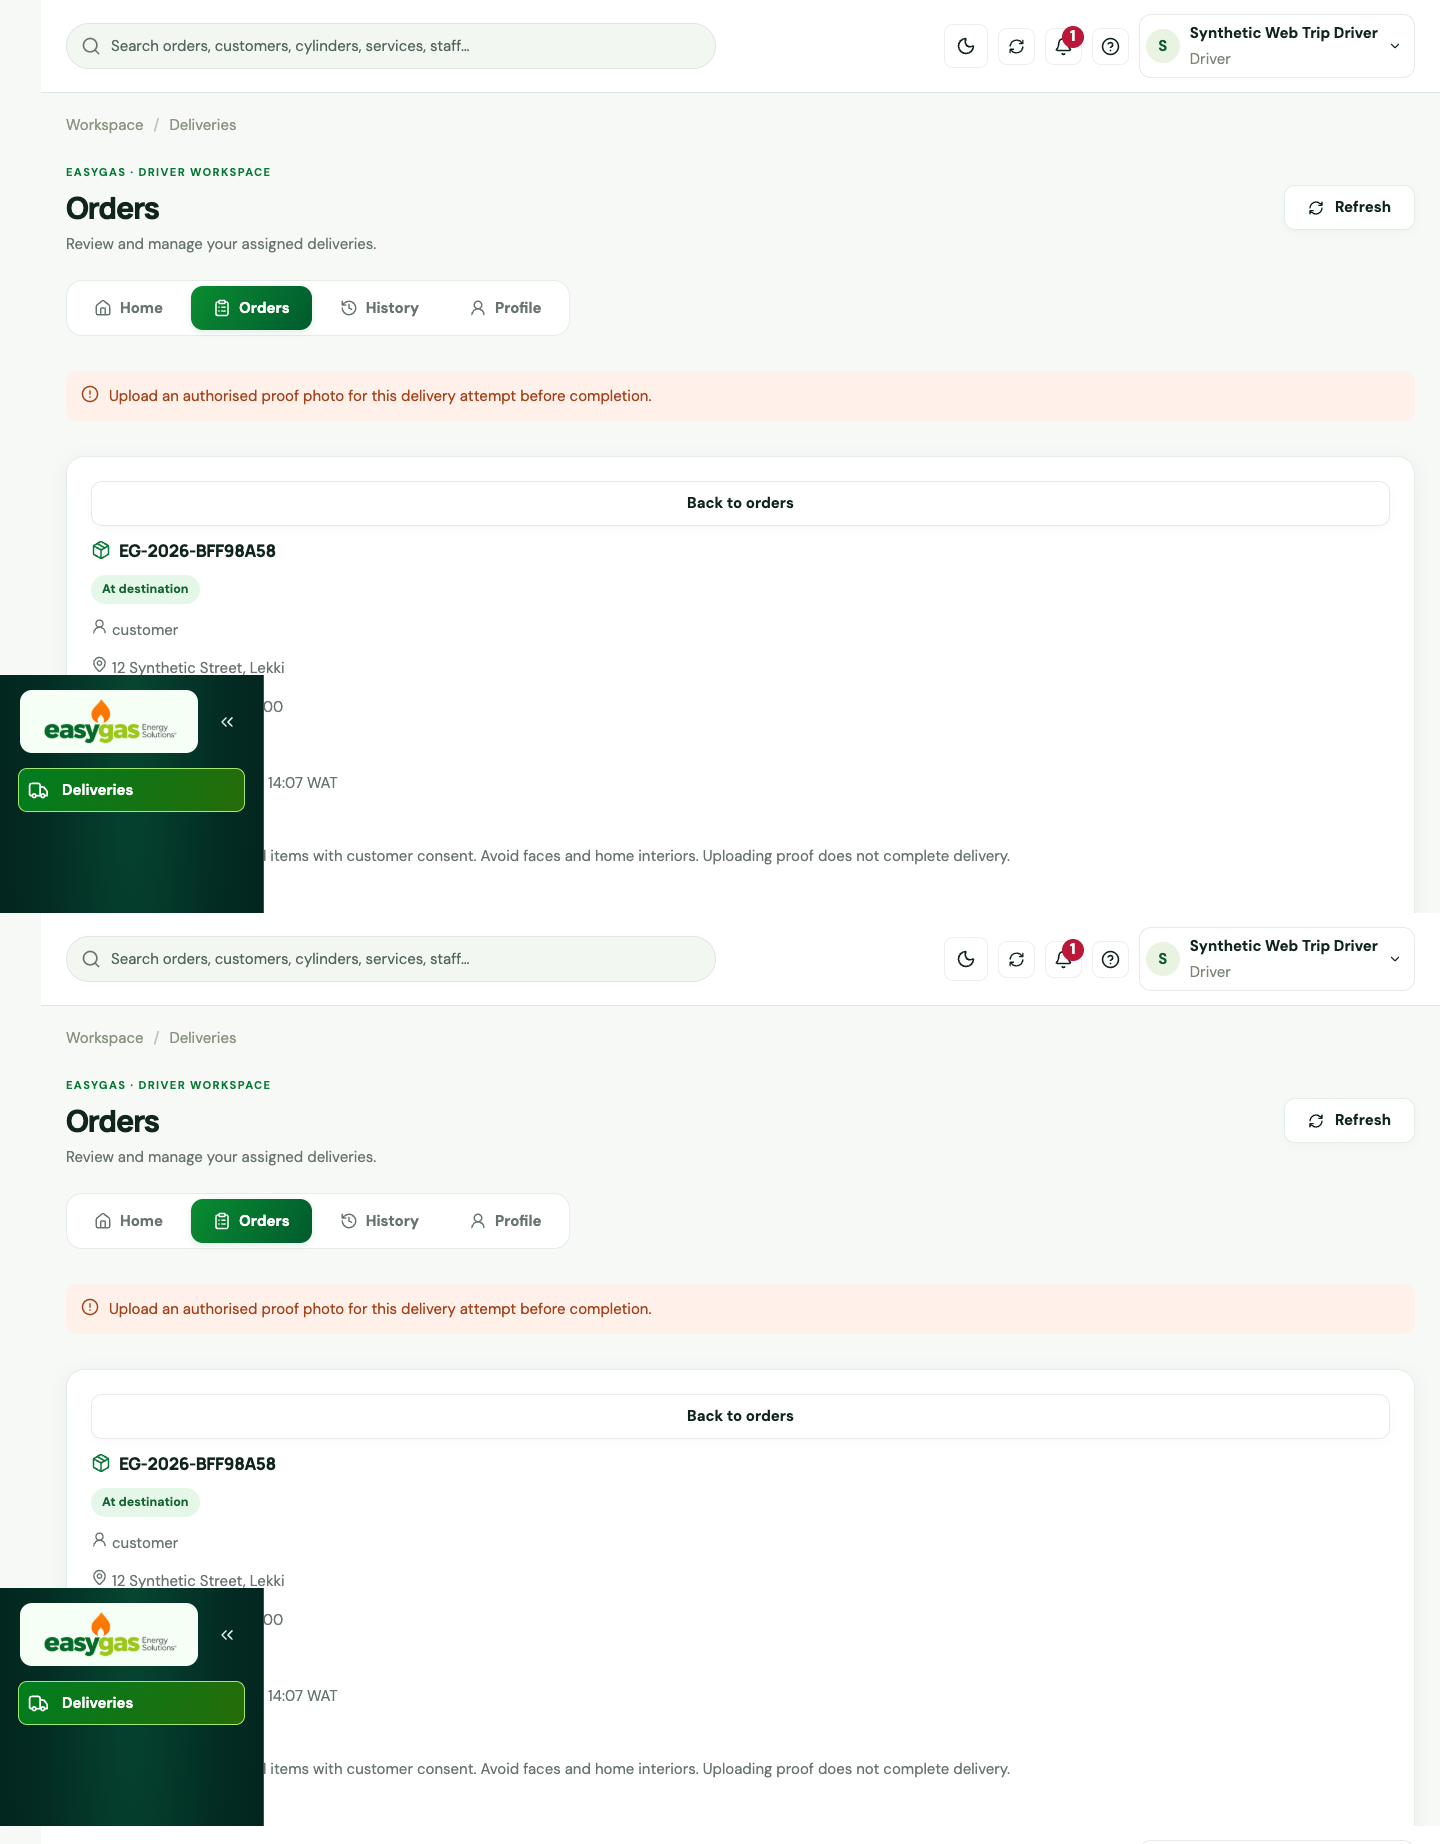 Search orders, customers, cylinders, services, staff...
1
S
Synthetic Web Trip Driver
Driver
Workspace / Deliveries
EASYGAS · DRIVER WORKSPACE
Orders
Refresh
Review and manage your assigned deliveries.
Home
Orders
History
Profile
Upload an authorised proof photo for this delivery attempt before completion.
Back to orders
EG-2026-BFF98A58
At destination
customer
12 Synthetic Street, Lekki
easygas Energy Solutions
00
Deliveries
14:07 WAT
items with customer consent. Avoid faces and home interiors. Uploading proof does not complete delivery.
Search orders, customers, cylinders, services, staff...
1
S
Synthetic Web Trip Driver
Driver
Workspace / Deliveries
EASYGAS · DRIVER WORKSPACE
Orders
Refresh
Review and manage your assigned deliveries.
Home
Orders
History
Profile
Upload an authorised proof photo for this delivery attempt before completion.
Back to orders
EG-2026-BFF98A58
At destination
customer
12 Synthetic Street, Lekki
easygas Energy Solutions
00
Deliveries
14:07 WAT
items with customer consent. Avoid faces and home interiors. Uploading proof does not complete delivery.